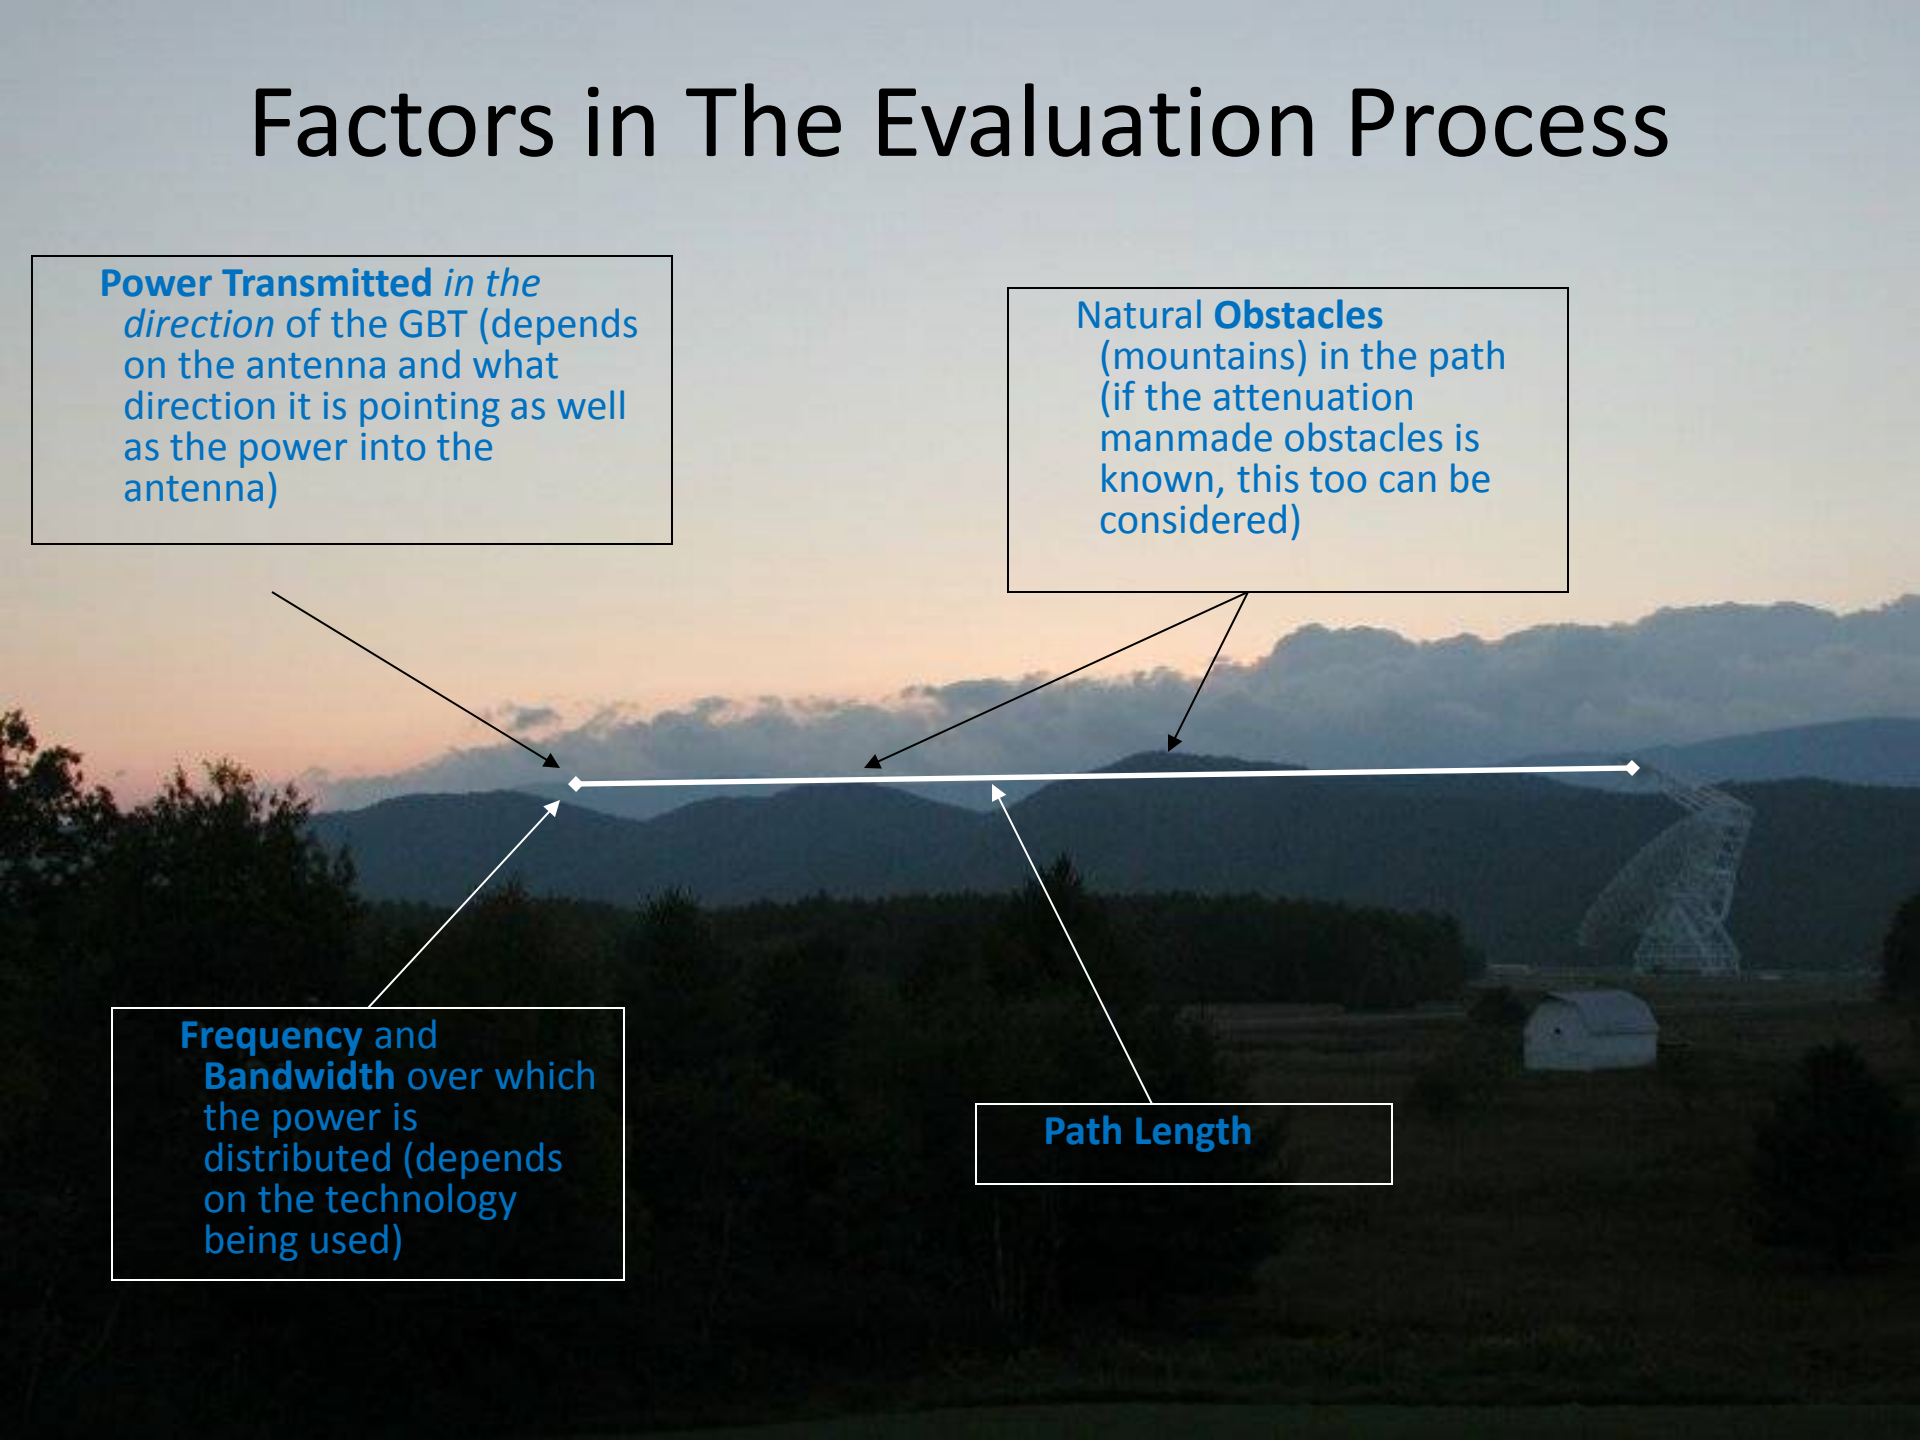 Factors in The Evaluation Process
Power Transmitted in the
direction of the GBT (depends
on the antenna and what
direction it is pointing as well
as the power into the
antenna)
Natural Obstacles
(mountains) in the path
(if the attenuation
manmade obstacles is
known, this too can be
considered)
Frequency and
Bandwidth over which
the power is
distributed (depends
on the technology
being used)
Path Length